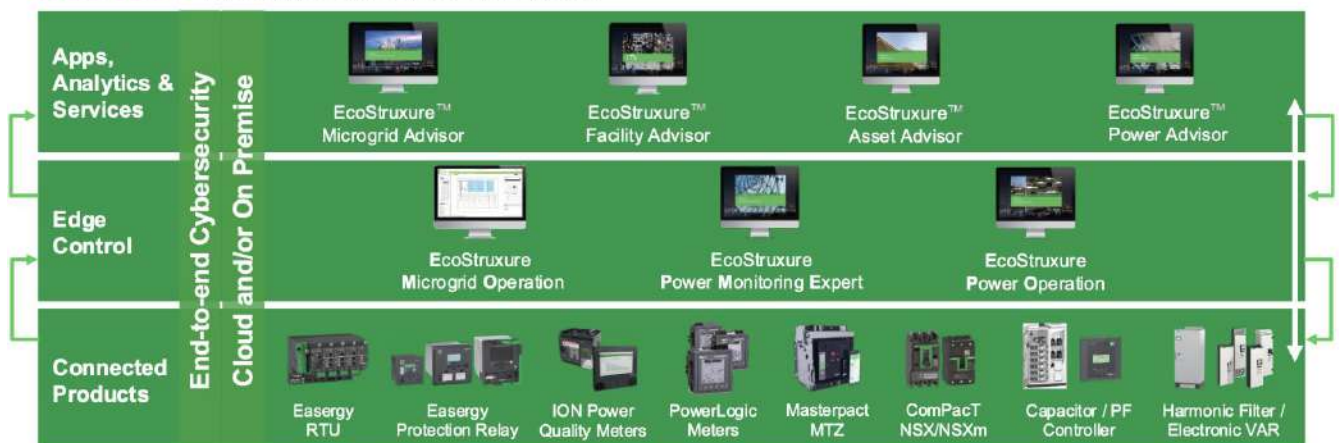 Apps,
Analytics &
Services
End-to-end Cybersecurity
Cloud and/or On Premise
EcoStruxure™
Microgrid Advisor
EcoStruxure™
Facility Advisor
EcoStruxure™
Asset Advisor
EcoStruxure™
Power Advisor
Edge
Control
EcoStruxure
Microgrid Operation
EcoStruxure
Power Monitoring Expert
EcoStruxure
Power Operation
Connected
Products
Easergy
RTU
Easergy
Protection Relay
ION Power
Quality Meters
PowerLogic
Meters
Masterpact
MTZ
ComPacT
NSX/NSXm
Capacitor / PF
Controller
Harmonic Filter /
Electronic VAR